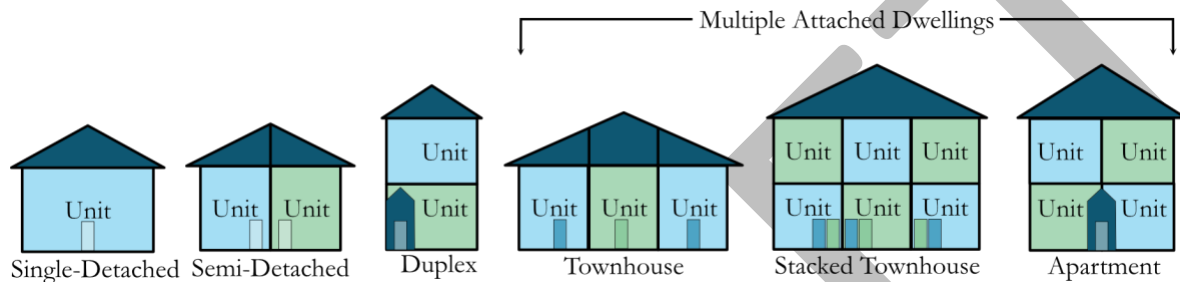 Multiple Attached Dwellings
Unit
Unit Unit
Unit
Unit
Unit Unit Unit
Unit Unit Unit
Unit Unit Unit
Unit Unit
Unit Unit
Single-Detached
Semi-Detached
Duplex
Townhouse
Stacked Townhouse
Apartment